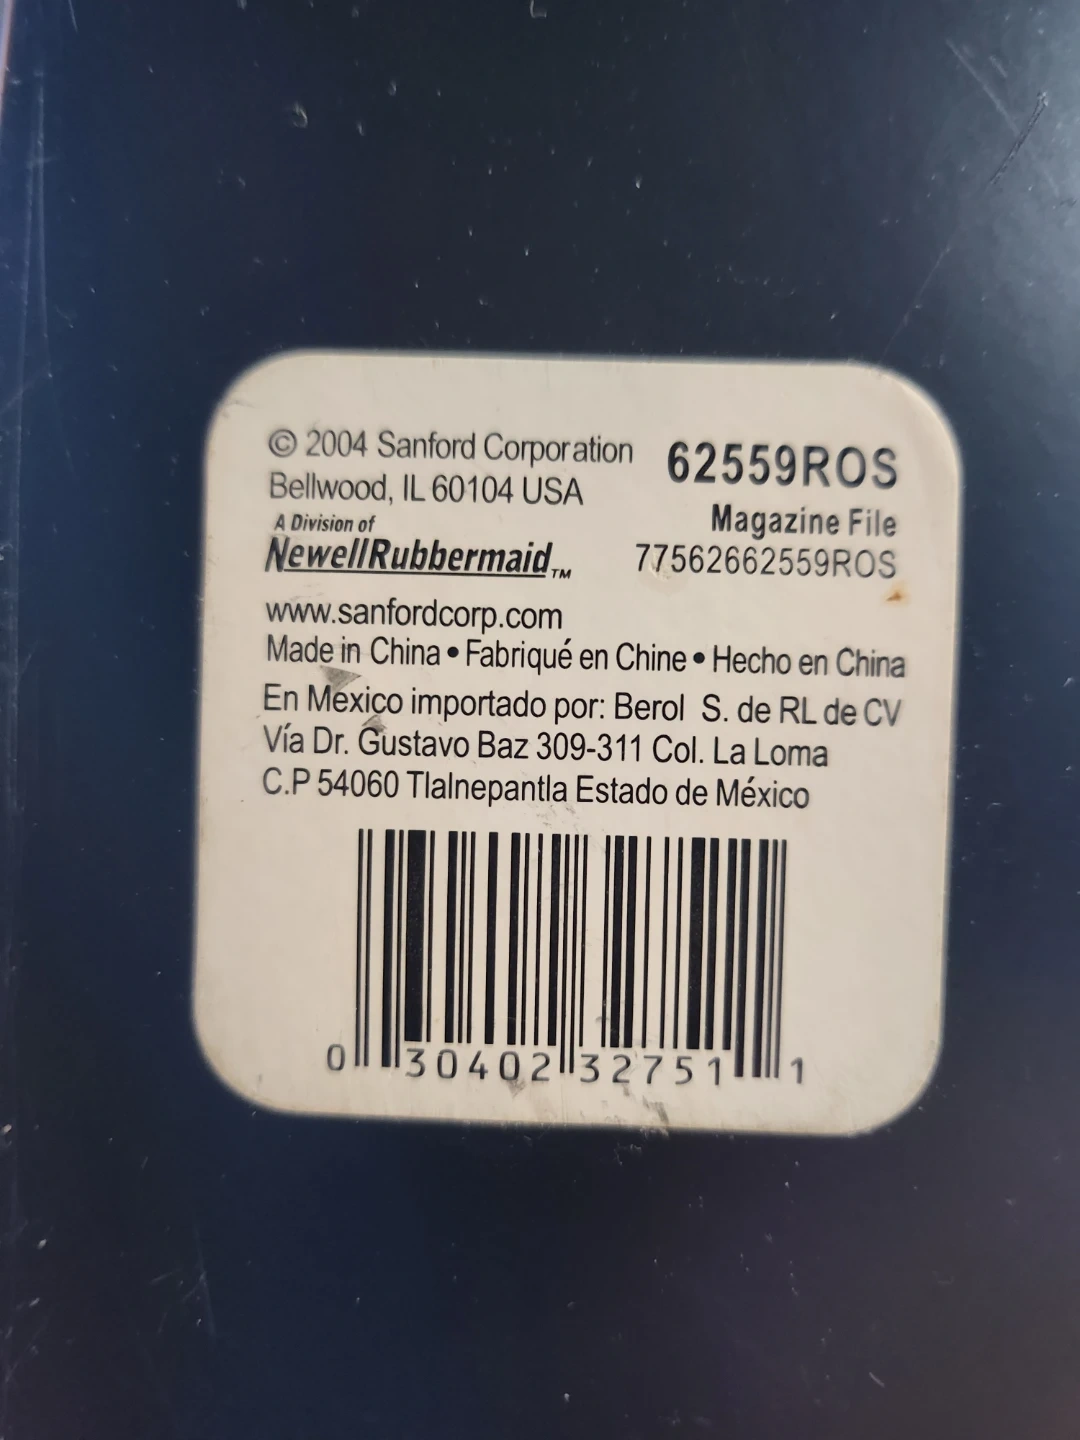 © 2004 Sanford Corporation
Bellwood, IL 60104 USA
A Division of
NewellRubbermaid™
62559ROS
Magazine File
77562662559ROS
www.sanfordcorp.com
Made in China • Fabriqué en Chine • Hecho en China
En México importado por: Berol S. de RL de CV
Vía Dr. Gustavo Baz 309-311 Col. La Loma
C.P 54060 Tlalnepantla Estado de México
0 30402 32751 1